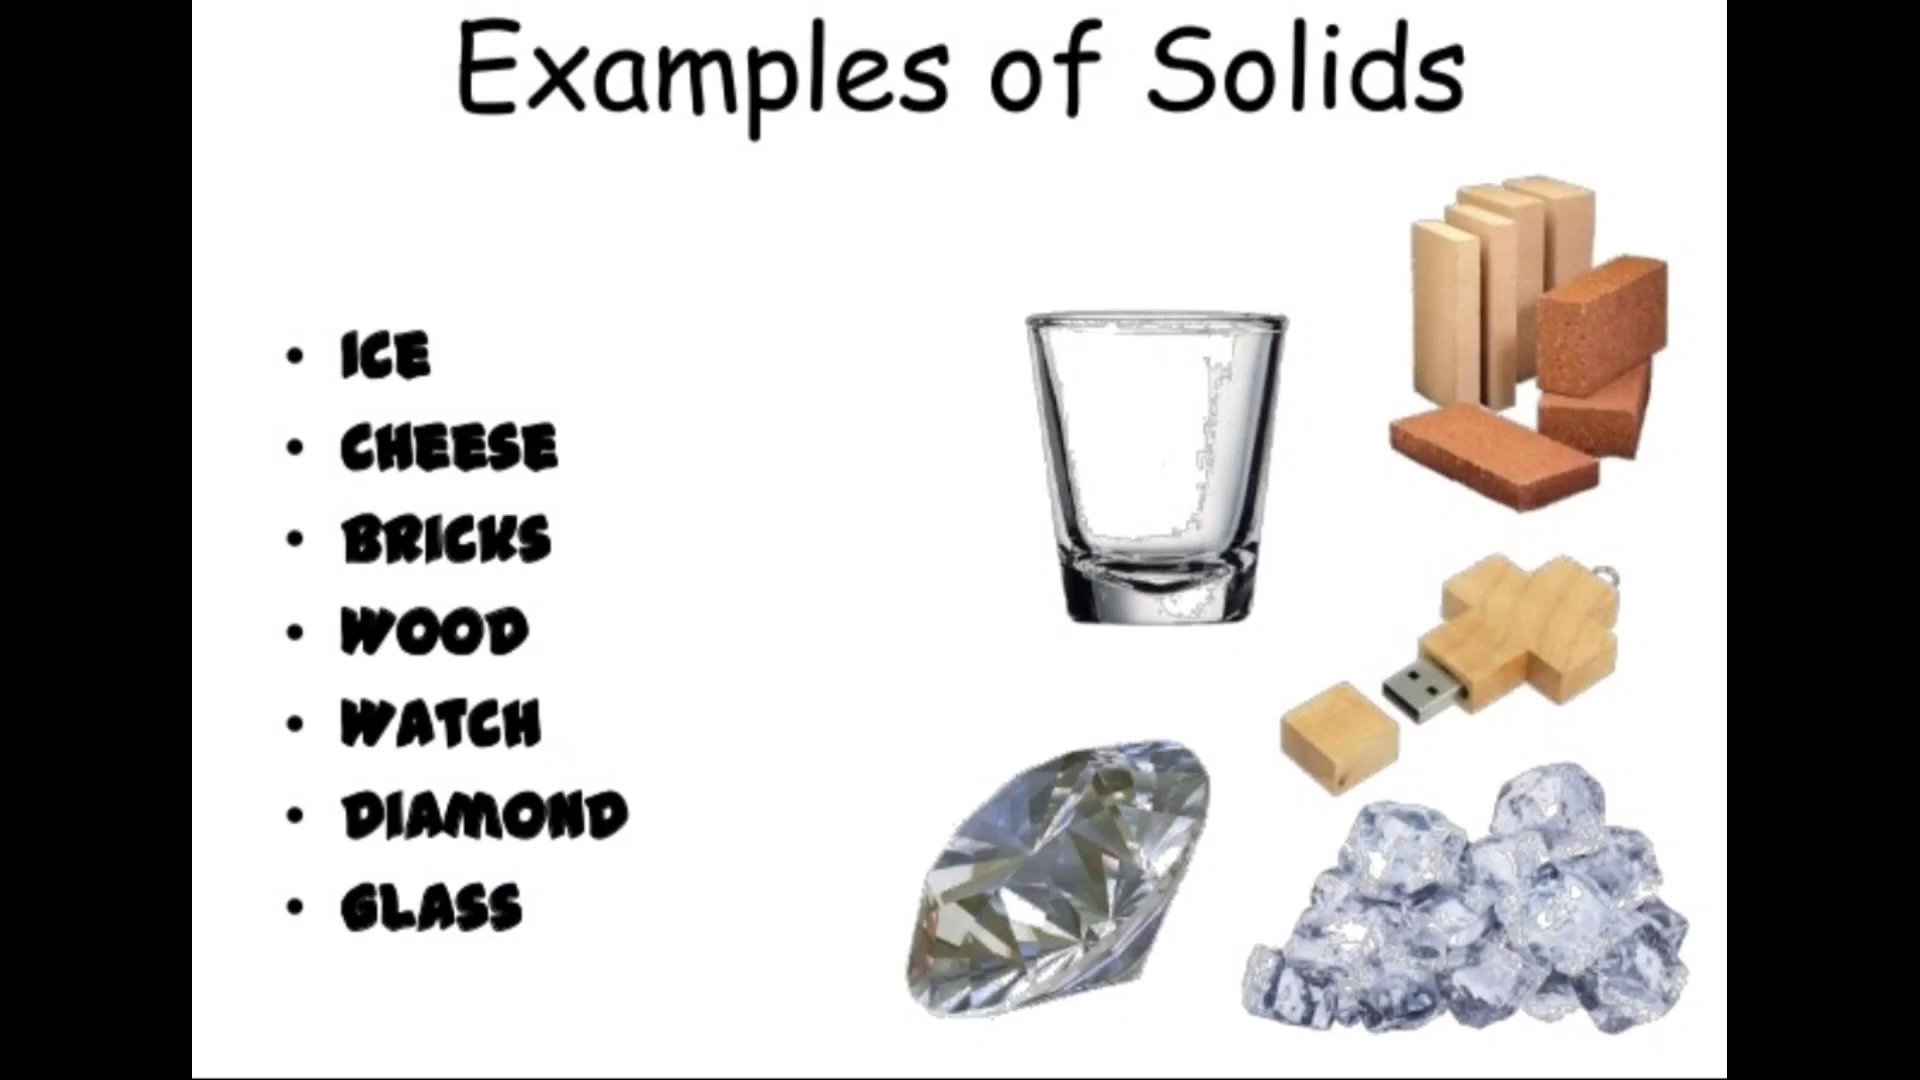 Examples of Solids
• ICE
• CHEESE
• BRICKS
• WOOD
• WATCH
• DIAMOND
• GLASS